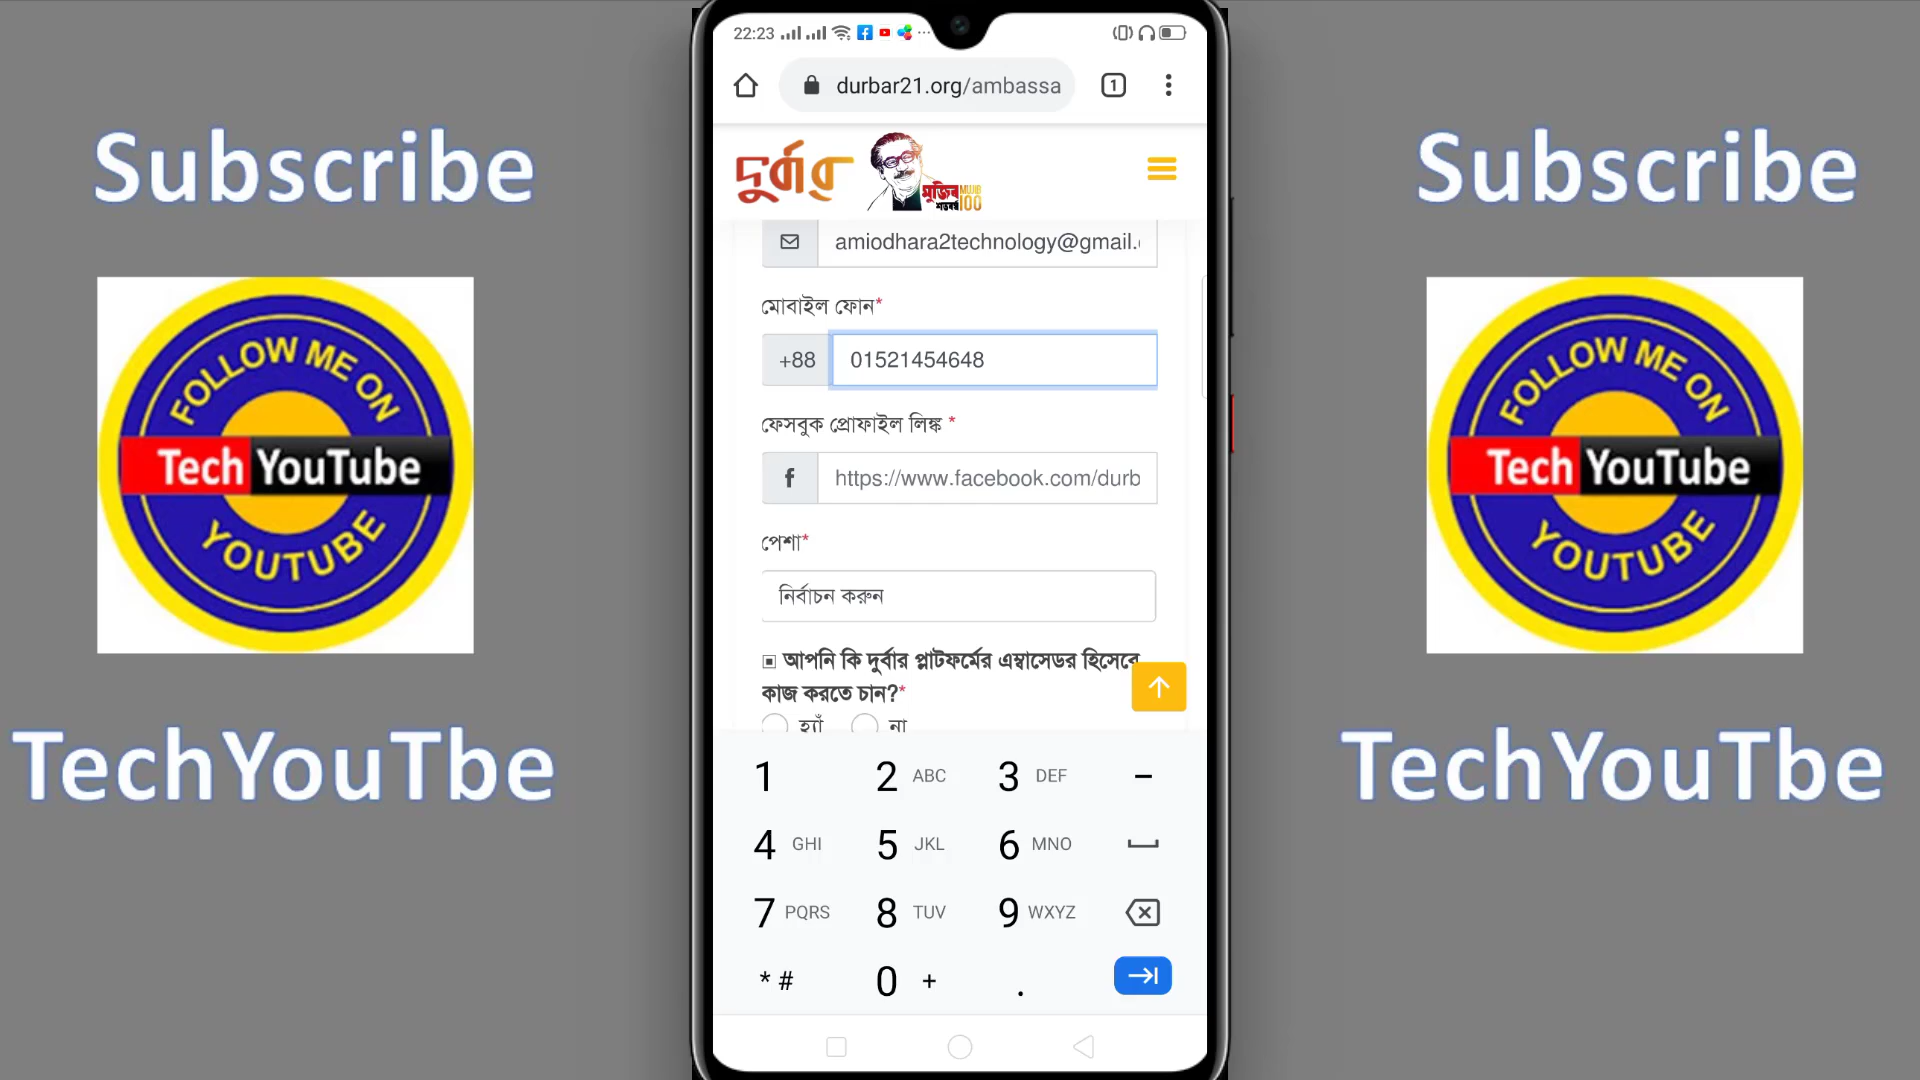 Subscribe
FOLLOW ME ON
Tech YouTube
YOUTUBE
TechYouTbe
22:23
durbar21.org/ambassa
1
দুর্বার
মুজিব
শতবর্ষ
MUJIB
100
amiodhara2technology@gmail.
মোবাইল ফোন*
+88 01521454648
ফেসবুক প্রোফাইল লিঙ্ক *
https://www.facebook.com/durb
পেশা*
নির্বাচন করুন
আপনি কি দুর্বার প্লাটফর্মের এম্বাসেডর হিসেবে
কাজ করতে চান?*
হ্যাঁ না
1 2 ABC 3 DEF –
4 GHI 5 JKL 6 MNO
7 PQRS 8 TUV 9 WXYZ
* # 0 + .
Subscribe
FOLLOW ME ON
Tech YouTube
YOUTUBE
TechYouTbe